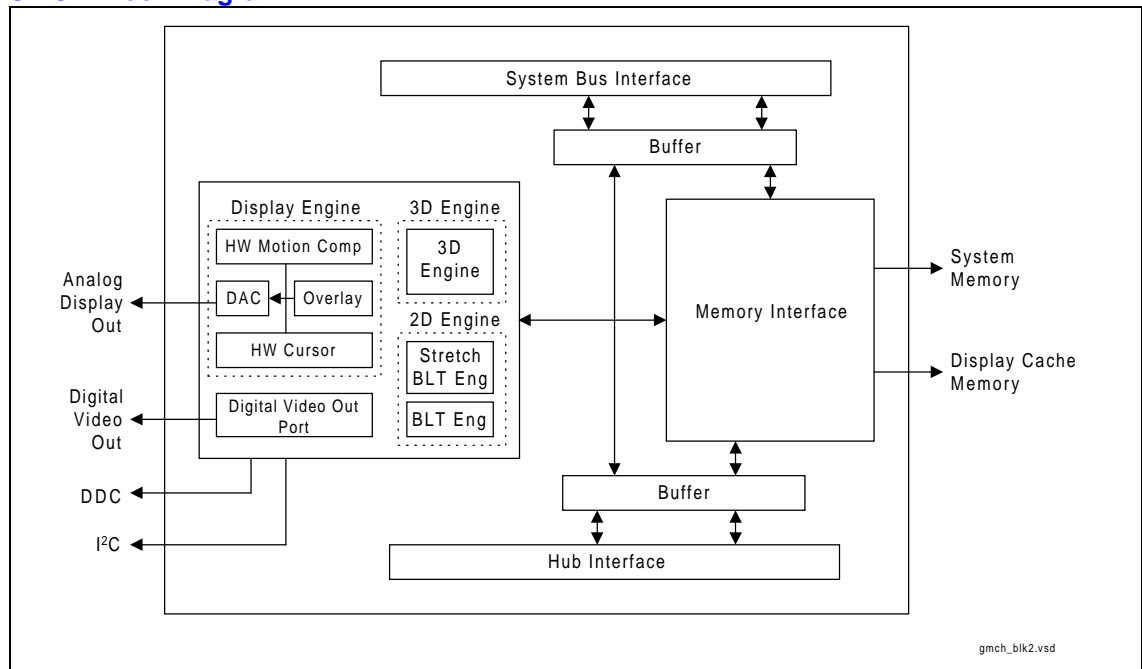 System Bus Interface
Buffer
Display Engine
HW Motion Comp
DAC
Overlay
HW Cursor
Digital Video Out
Port
3D Engine
3D
Engine
2D Engine
Stretch
BLT Eng
BLT Eng
Memory Interface
Analog
Display
Out
Digital
Video
Out
DDC
I²C
System
Memory
Display Cache
Memory
Buffer
Hub Interface
gmch_blk2.vsd